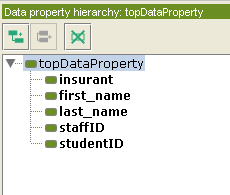 Data property hierarchy: topDataProperty
topDataProperty
insurant
first_name
last_name
staffID
studentID